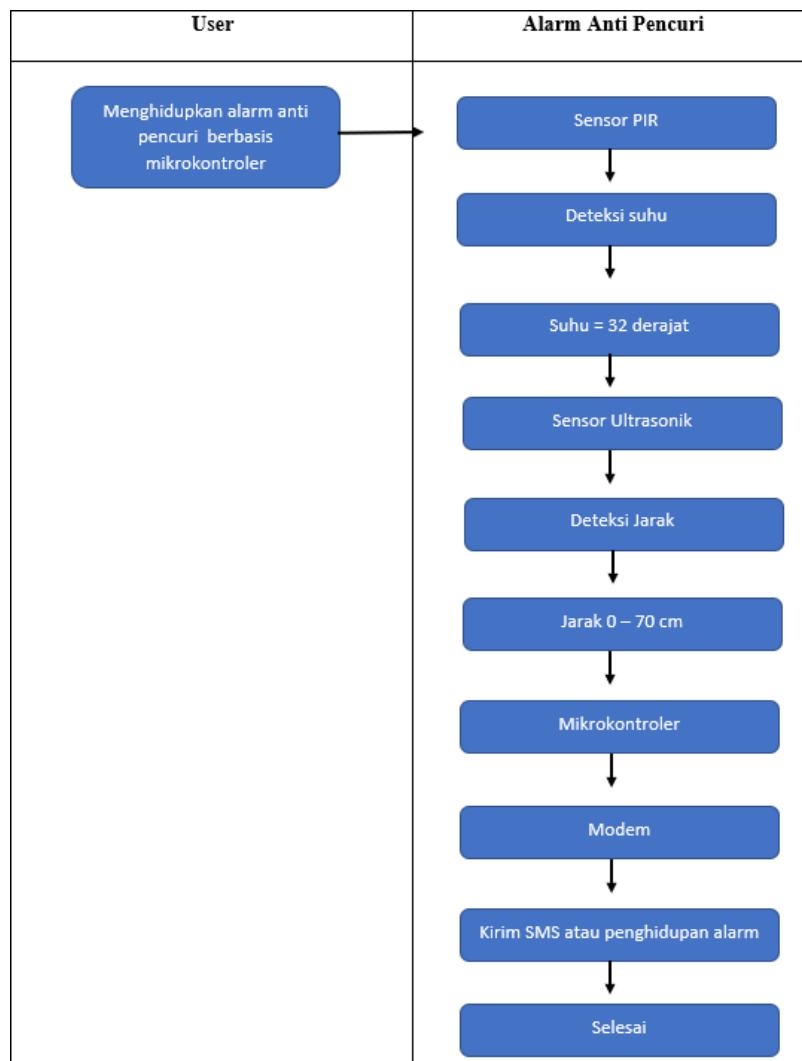 User
Alarm Anti Pencuri
Menghidupkan alarm anti
pencuri berbasis
mikrokontroler
Sensor PIR
Deteksi suhu
Suhu = 32 derajat
Sensor Ultrasonik
Deteksi Jarak
Jarak 0 – 70 cm
Mikrokontroler
Modem
Kirim SMS atau penghidupan alarm
Selesai